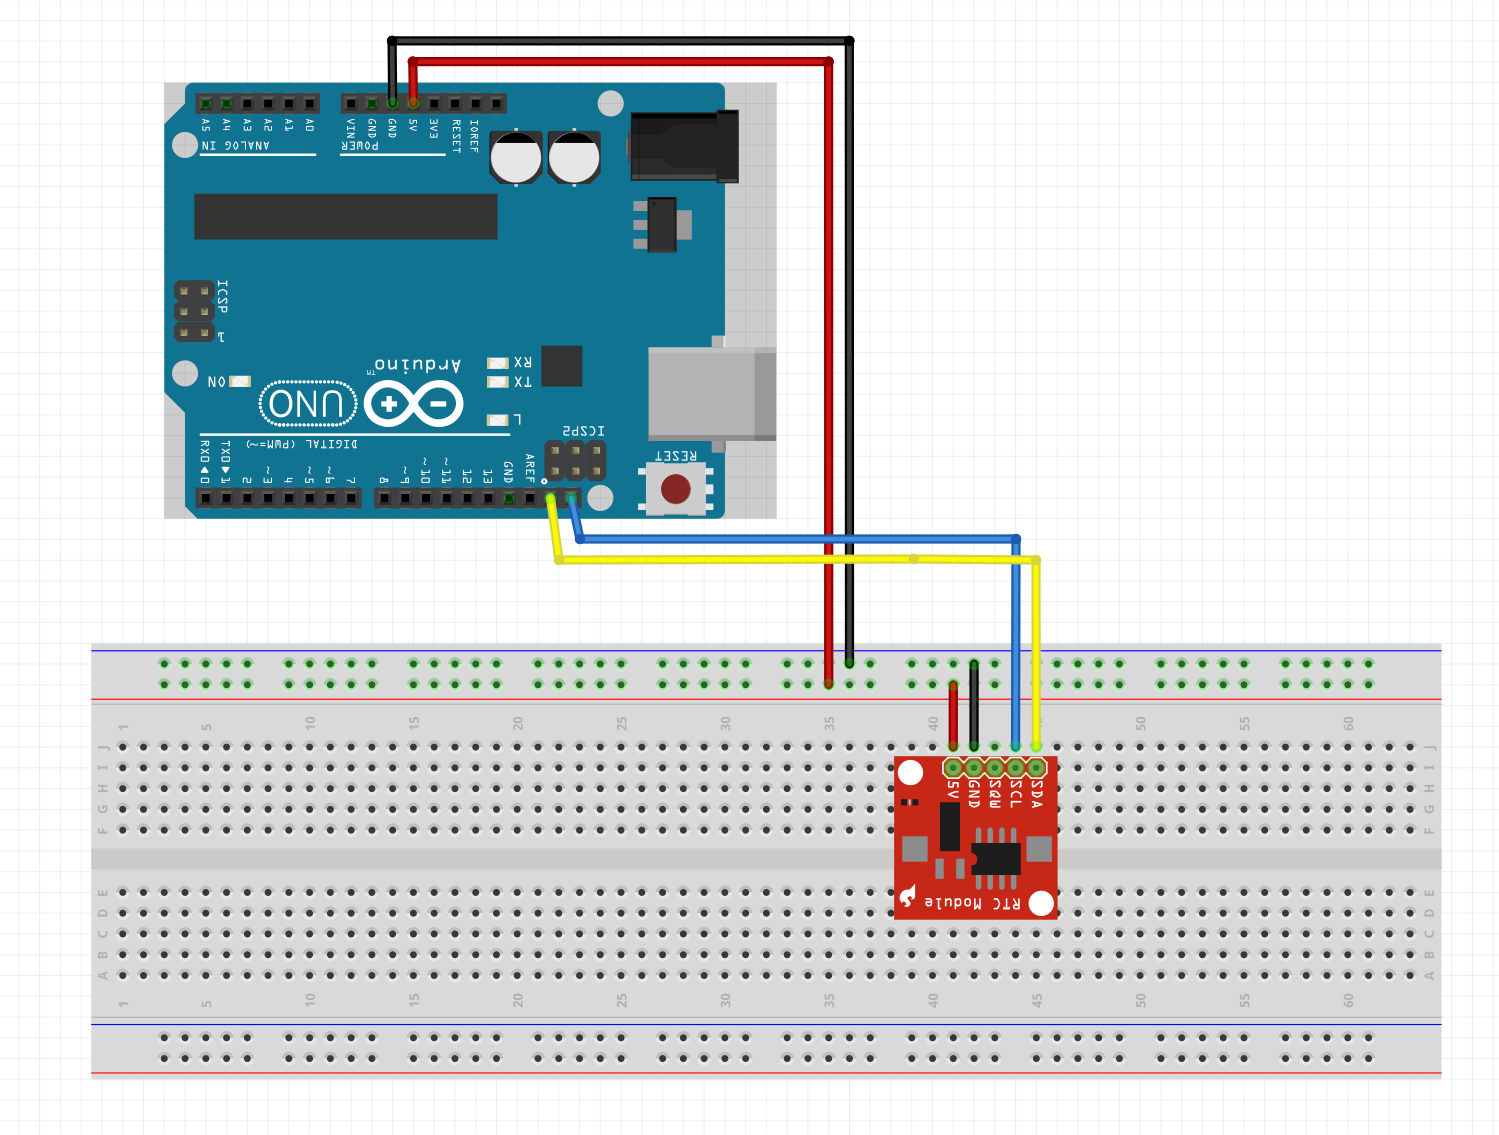 A5 A4 A3 A2 A1 A0
ANALOG IN
VIN GND GND 5V 3V3 RESET IOREF
POWER
ICSP
1
ON
UNO
Arduino
TM
RX
TX
L
ICSP2
RESET
DIGITAL (PWM=~)
RX0 ◄ 0 TX0 ► 1 2 ~3 4 ~5 ~6 7
8 ~9 ~10 ~11 12 13 GND AREF
1 5 10 15 20 25 30 35 40 45 50 55 60
J J
I I
H H
G G
F F
5V GND SQW SCL SDA
RTC Module
E E
D D
C C
B B
A A
1 5 10 15 20 25 30 35 40 45 50 55 60